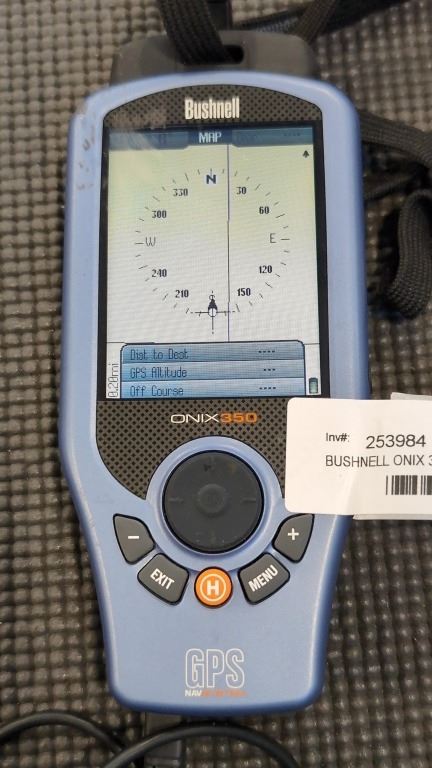 Bushnell
MAP
N
330 30
300 60
W E
240 120
210 150
S
0.20mi
Dist to Dest ----
GPS Altitude ---
Off Course ----
ONIX350
Inv#: 253984
BUSHNELL ONIX 3
- +
EXIT H MENU
GPS